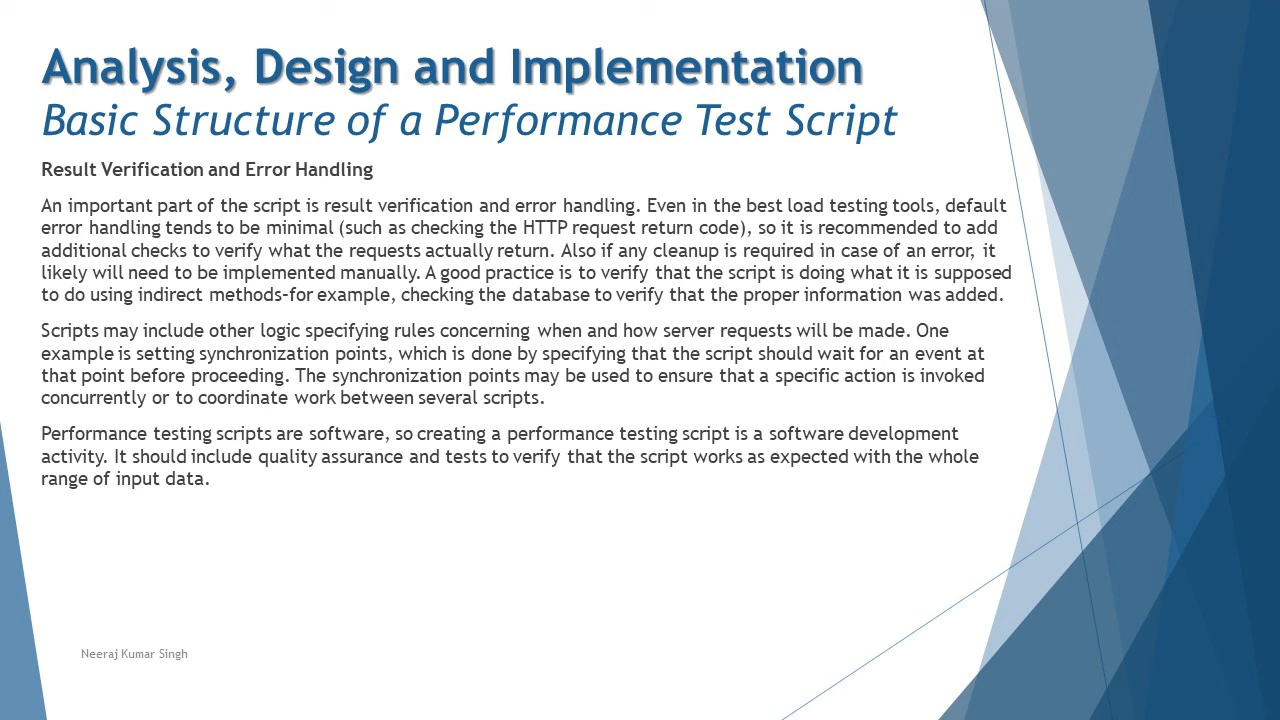 Analysis, Design and Implementation
Basic Structure of a Performance Test Script
Result Verification and Error Handling
An important part of the script is result verification and error handling. Even in the best load testing tools, default
error handling tends to be minimal (such as checking the HTTP request return code), so it is recommended to add
additional checks to verify what the requests actually return. Also if any cleanup is required in case of an error, it
likely will need to be implemented manually. A good practice is to verify that the script is doing what it is supposed
to do using indirect methods–for example, checking the database to verify that the proper information was added.
Scripts may include other logic specifying rules concerning when and how server requests will be made. One
example is setting synchronization points, which is done by specifying that the script should wait for an event at
that point before proceeding. The synchronization points may be used to ensure that a specific action is invoked
concurrently or to coordinate work between several scripts.
Performance testing scripts are software, so creating a performance testing script is a software development
activity. It should include quality assurance and tests to verify that the script works as expected with the whole
range of input data.
Neeraj Kumar Singh